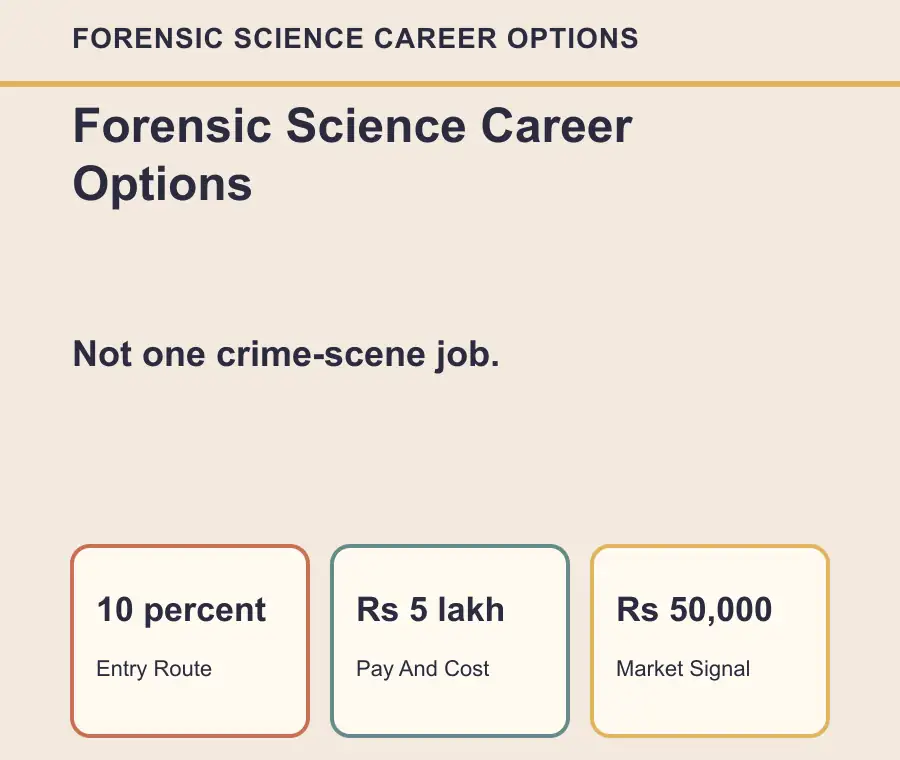 FORENSIC SCIENCE CAREER OPTIONS
Forensic Science Career
Options
Not one crime-scene job.
10 percent
Entry Route
Rs 5 lakh
Pay And Cost
Rs 50,000
Market Signal